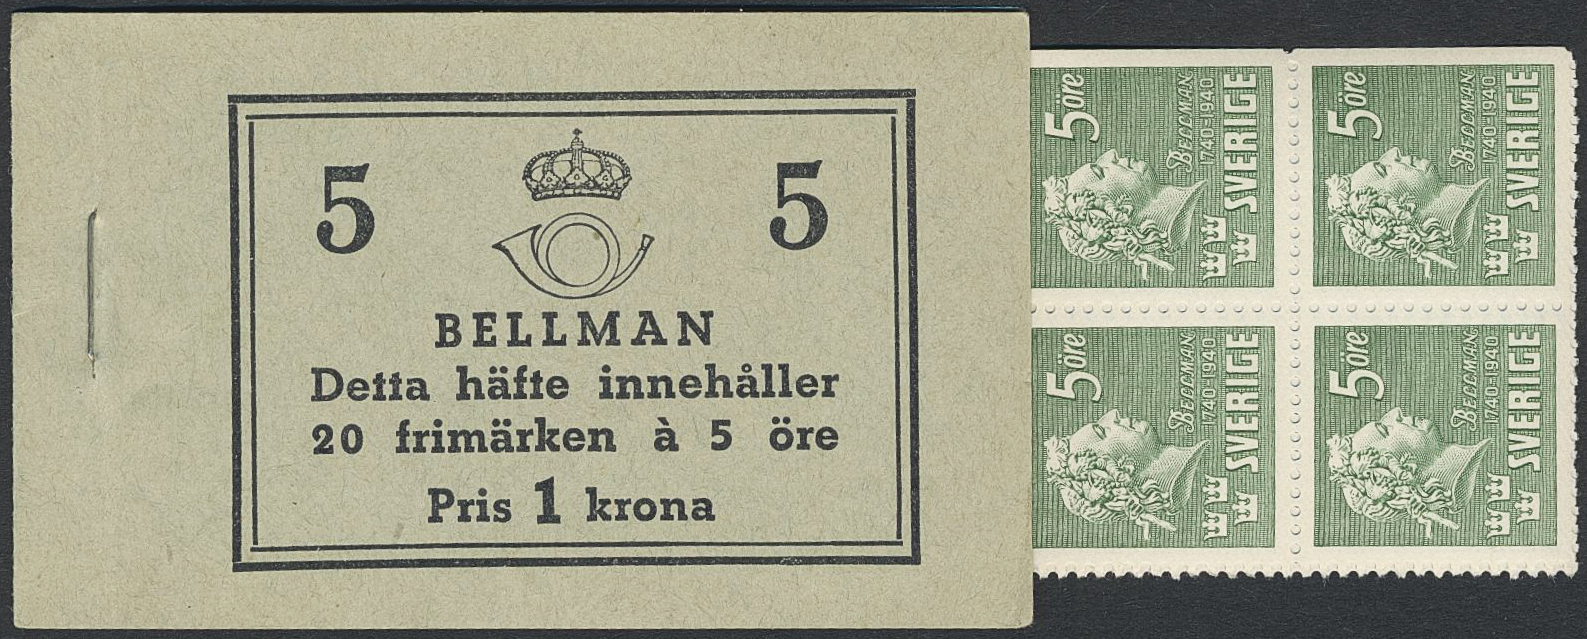 5 5
BELLMAN
Detta häfte innehåller
20 frimärken à 5 öre
Pris 1 krona
5 öre
BELLMAN
1740-1940
SVERIGE
5 öre
BELLMAN
1740-1940
SVERIGE
5 öre
BELLMAN
1740-1940
SVERIGE
5 öre
BELLMAN
1740-1940
SVERIGE